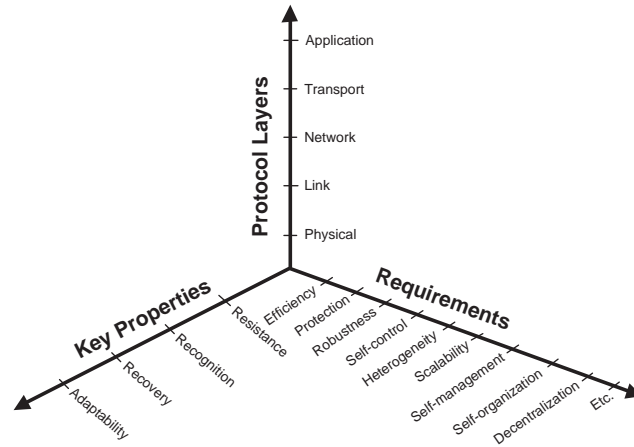 Protocol Layers
Application
Transport
Network
Link
Physical
Key Properties
Resistance
Recognition
Recovery
Adaptability
Requirements
Efficiency
Protection
Robustness
Self-control
Heterogeneity
Scalability
Self-management
Self-organization
Decentralization
Etc.